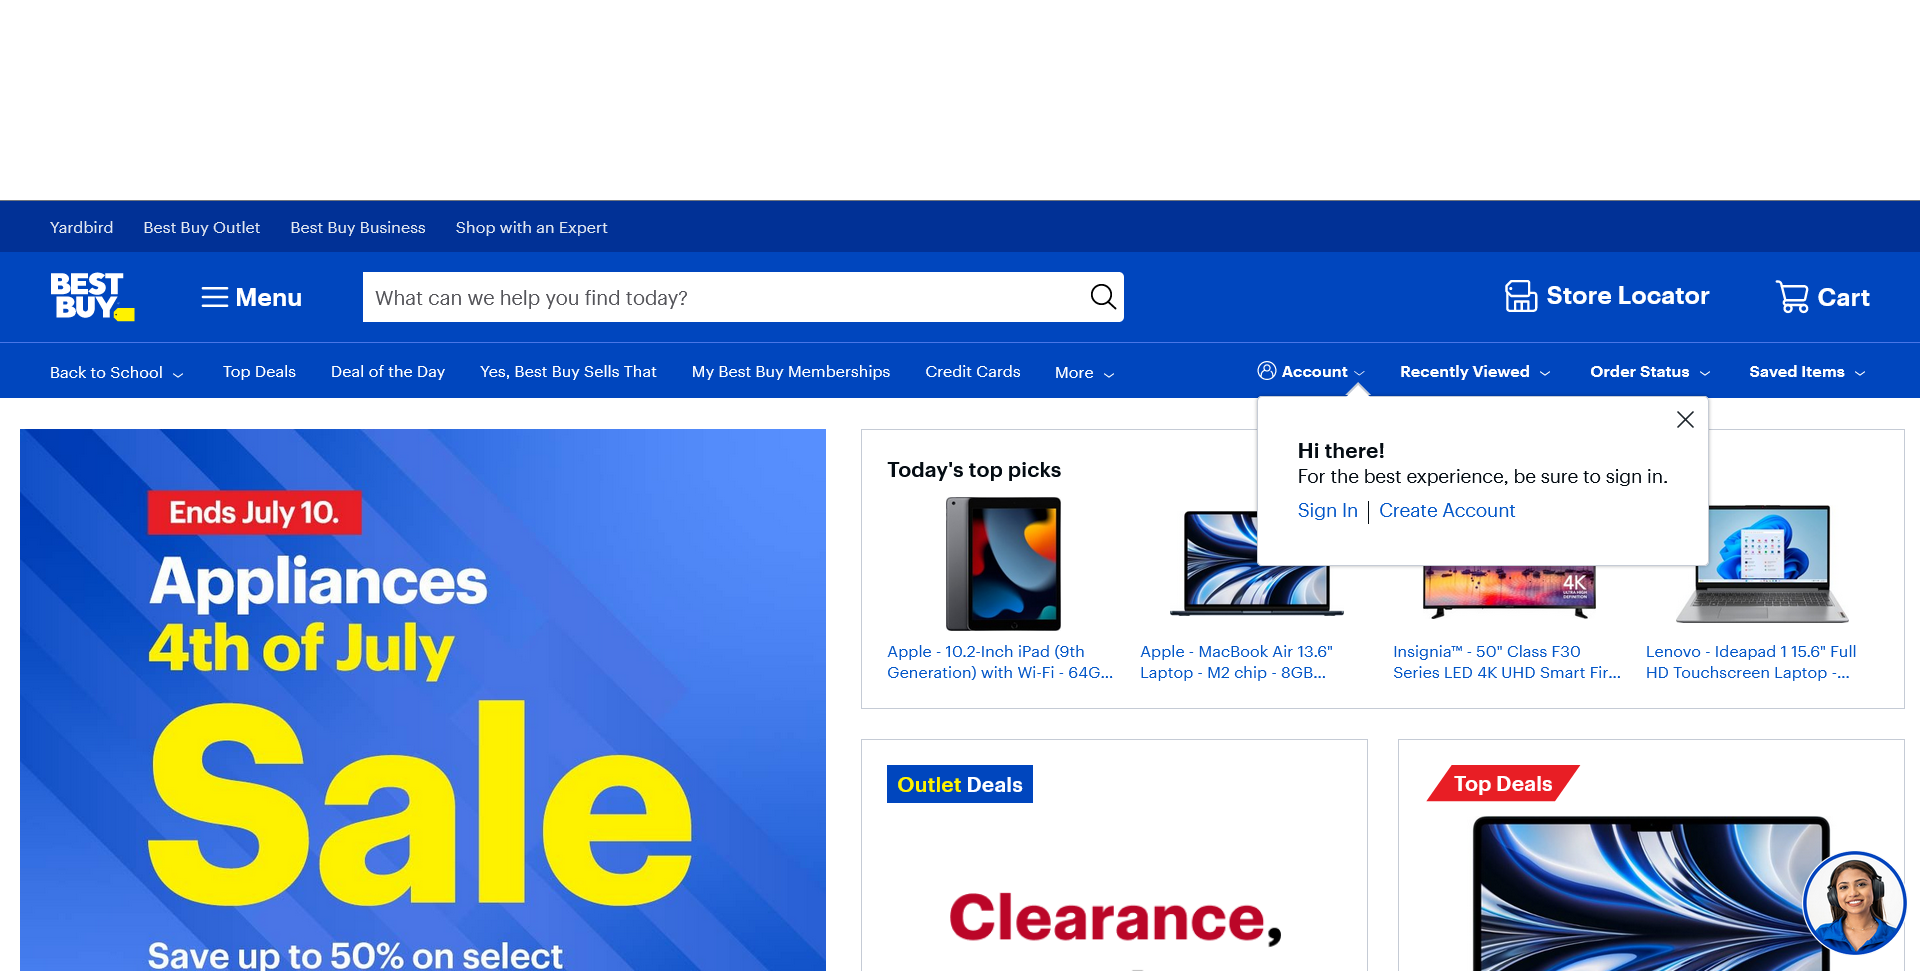 Yardbird
Best Buy Outlet
Best Buy Business
Shop with an Expert
BEST
BUY
Menu
What can we help you find today?
Store Locator
Cart
Back to School
Top Deals
Deal of the Day
Yes, Best Buy Sells That
My Best Buy Memberships
Credit Cards
More
Account
Recently Viewed
Order Status
Saved Items
Hi there!
For the best experience, be sure to sign in.
Sign In
Create Account
Ends July 10.
Appliances
4th of July
Sale
Save up to 50% on select
Today's top picks
4K
ULTRA HIGH
DEFINITION
Apple - 10.2-Inch iPad (9th
Generation) with Wi-Fi - 64G...
Apple - MacBook Air 13.6"
Laptop - M2 chip - 8GB...
Insignia™ - 50" Class F30
Series LED 4K UHD Smart Fir...
Lenovo - Ideapad 1 15.6" Full
HD Touchscreen Laptop -...
Outlet Deals
Clearance,
Top Deals